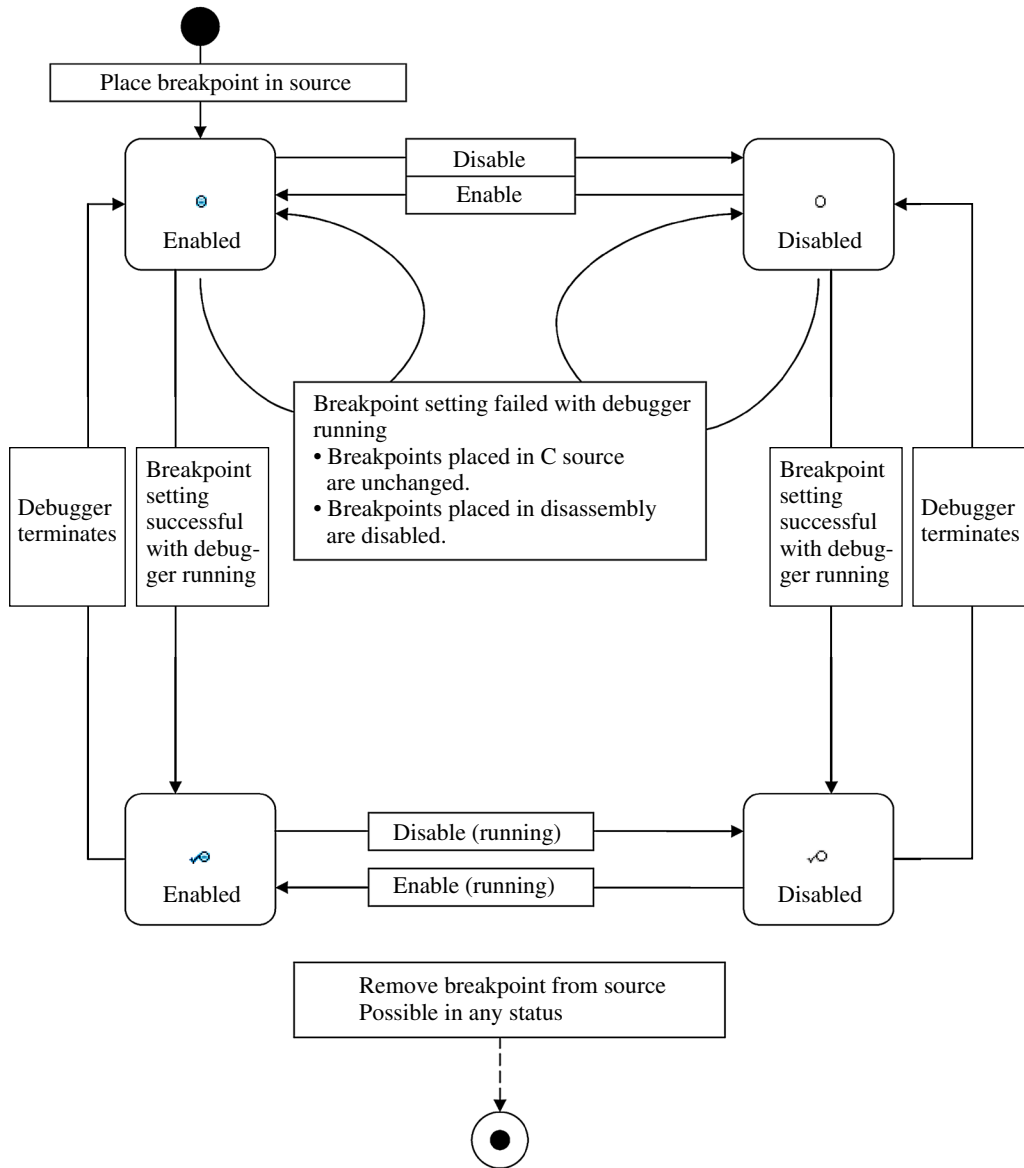 Place breakpoint in source
Disable
Enable
Enabled
Disabled
Breakpoint setting failed with debugger
running
• Breakpoints placed in C source
are unchanged.
• Breakpoints placed in disassembly
are disabled.
Debugger
terminates
Breakpoint
setting
successful
with debug-
ger running
Breakpoint
setting
successful
with debug-
ger running
Debugger
terminates
Disable (running)
Enable (running)
Enabled
Disabled
Remove breakpoint from source
Possible in any status